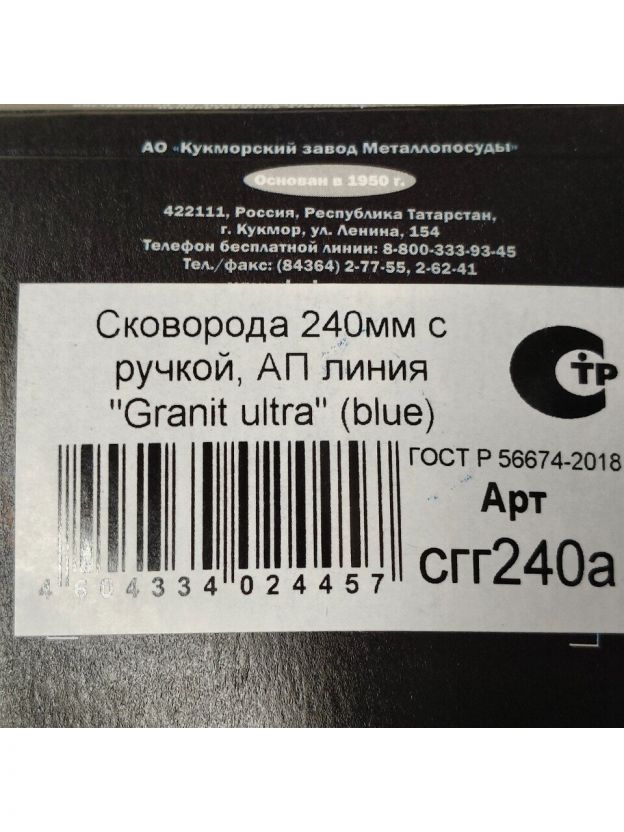 АО «Кукморский завод Металлопосуды»
Основан в 1950 г.
422111, Россия, Республика Татарстан,
г. Кукмор, ул. Ленина, 154
Телефон бесплатной линии: 8-800-333-93-45
Тел./факс: (84364) 2-77-55, 2-62-41
Сковорода 240мм с
ручкой, АП линия
"Granit ultra" (blue)
СТР
ГОСТ Р 56674-2018
Арт
сгг240а
4 604334 024457